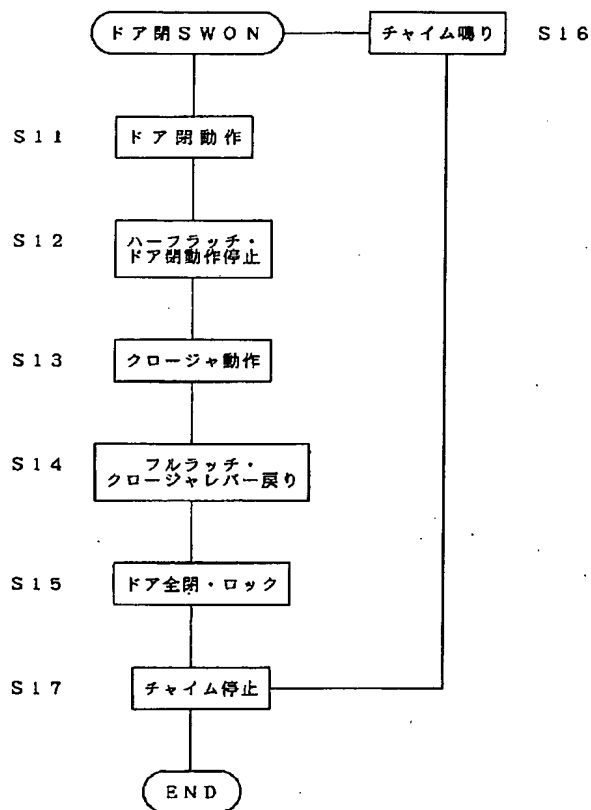 ドア閉SWON
チャイム鳴り S16
S11 ドア閉動作
S12 ハーフラッチ・
ドア閉動作停止
S13 クロージャ動作
S14 フルラッチ・
クロージャレバー戻り
S15 ドア全閉・ロック
S17 チャイム停止
END